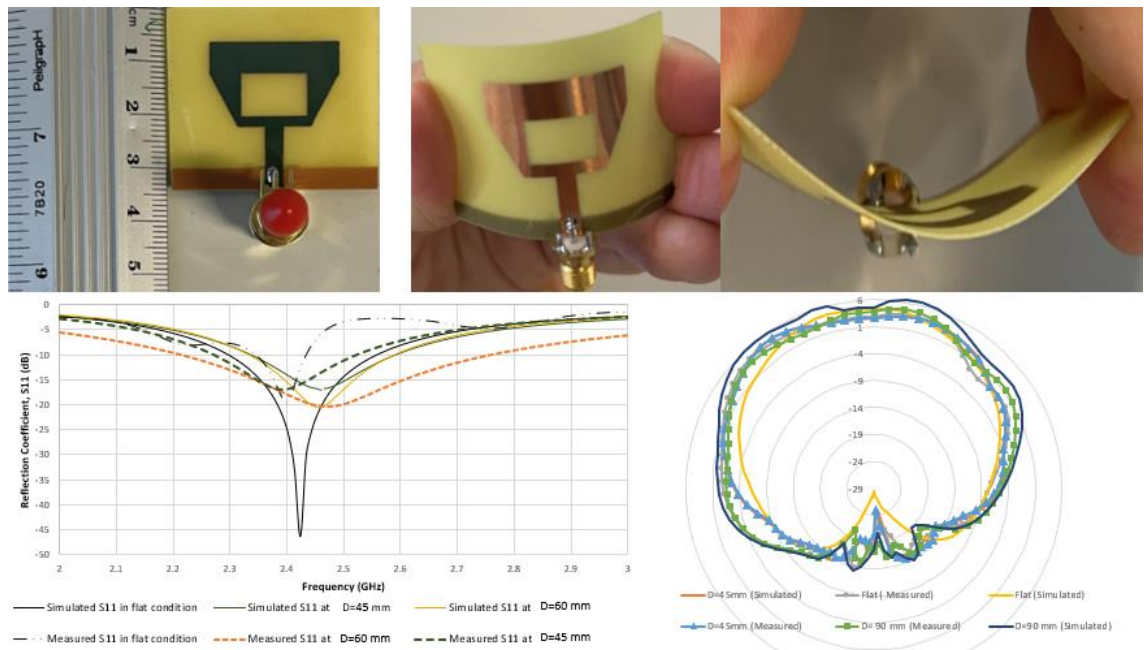 cm
1
2
3
4
5
PeligrapH
7
7B20
6
0
-5
-10
-15
-20
-25
-30
-35
-40
-45
-50
Reflection Coefficient, S11 (dB)
2 2.1 2.2 2.3 2.4 2.5 2.6 2.7 2.8 2.9 3
Frequency (GHz)
Simulated S11 in flat condition Simulated S11 at D=45 mm Simulated S11 at D=60 mm
Measured S11 in flat condition Measured S11 at D=60 mm Measured S11 at D=45 mm
6
1
-4
-9
-14
-19
-24
-29
D=45mm (Simulated) Flat ( Measured) Flat (Simulated)
D=45mm (Measured) D= 90 mm (Measured) D=90 mm (Simulated)